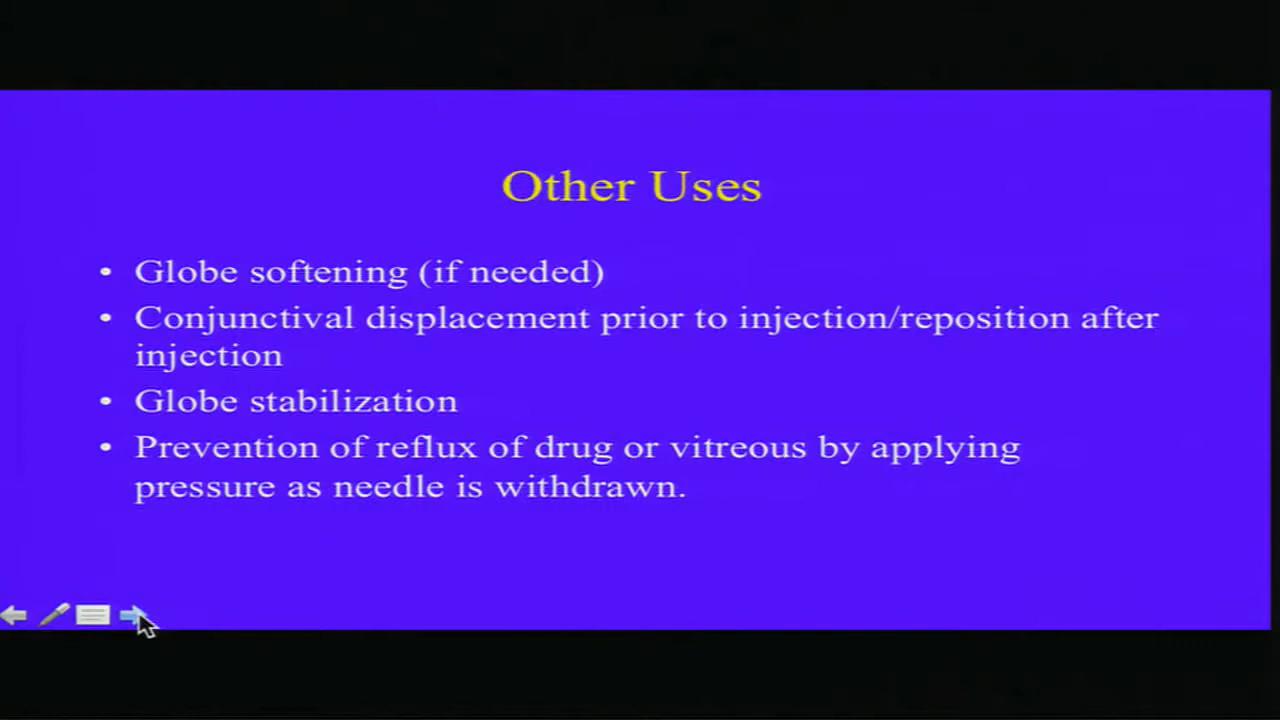 Other Uses
• Globe softening (if needed)
• Conjunctival displacement prior to injection/reposition after
injection
• Globe stabilization
• Prevention of reflux of drug or vitreous by applying
pressure as needle is withdrawn.